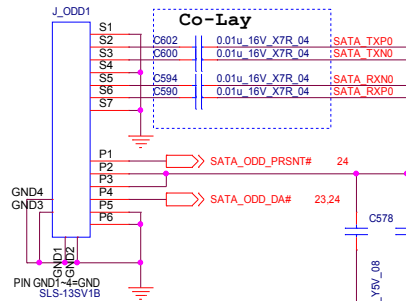 Co-Lay
J_ODD1
S1
S2 C602 0.01u_16V_X7R_04 SATA_TXP0
S3 C600 0.01u_16V_X7R_04 SATA_TXN0
S4
S5 C594 0.01u_16V_X7R_04 SATA_RXN0
S6 C590 0.01u_16V_X7R_04 SATA_RXP0
S7
P1 SATA_ODD_PRSNT# 24
P2
P3
GND4 P4 SATA_ODD_DA# 23,24
GND3 P5
P6
C578
GND1
GND2
PIN GND1~4=GND
SLS-13SV1B
_Y5V_08